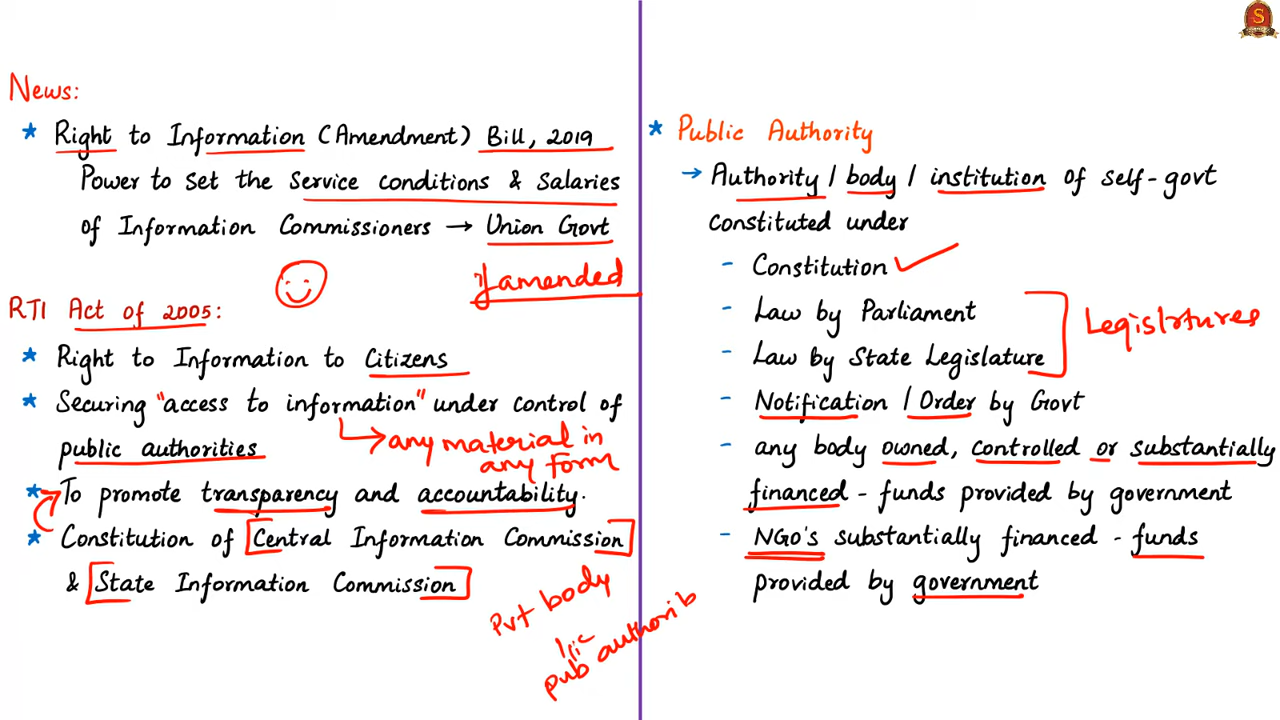 News:
* Right to Information (Amendment) Bill, 2019
Power to set the service conditions & salaries
of Information Commissioners → Union Govt
if amended
RTI Act of 2005:
* Right to Information to Citizens
* Securing "access to information" under control of
public authorities
→ any material in
any form
* To promote transparency and accountability.
* Constitution of Central Information Commission
& State Information Commission
Pvt body
pub authorib
* Public Authority
→ Authority / body / institution of self-govt
constituted under
- Constitution ✓
- Law by Parliament
- Law by State Legislature
Legislatures
- Notification / Order by Govt
- any body owned, controlled or substantially
financed - funds provided by government
- NGO's substantially financed - funds
provided by government
S